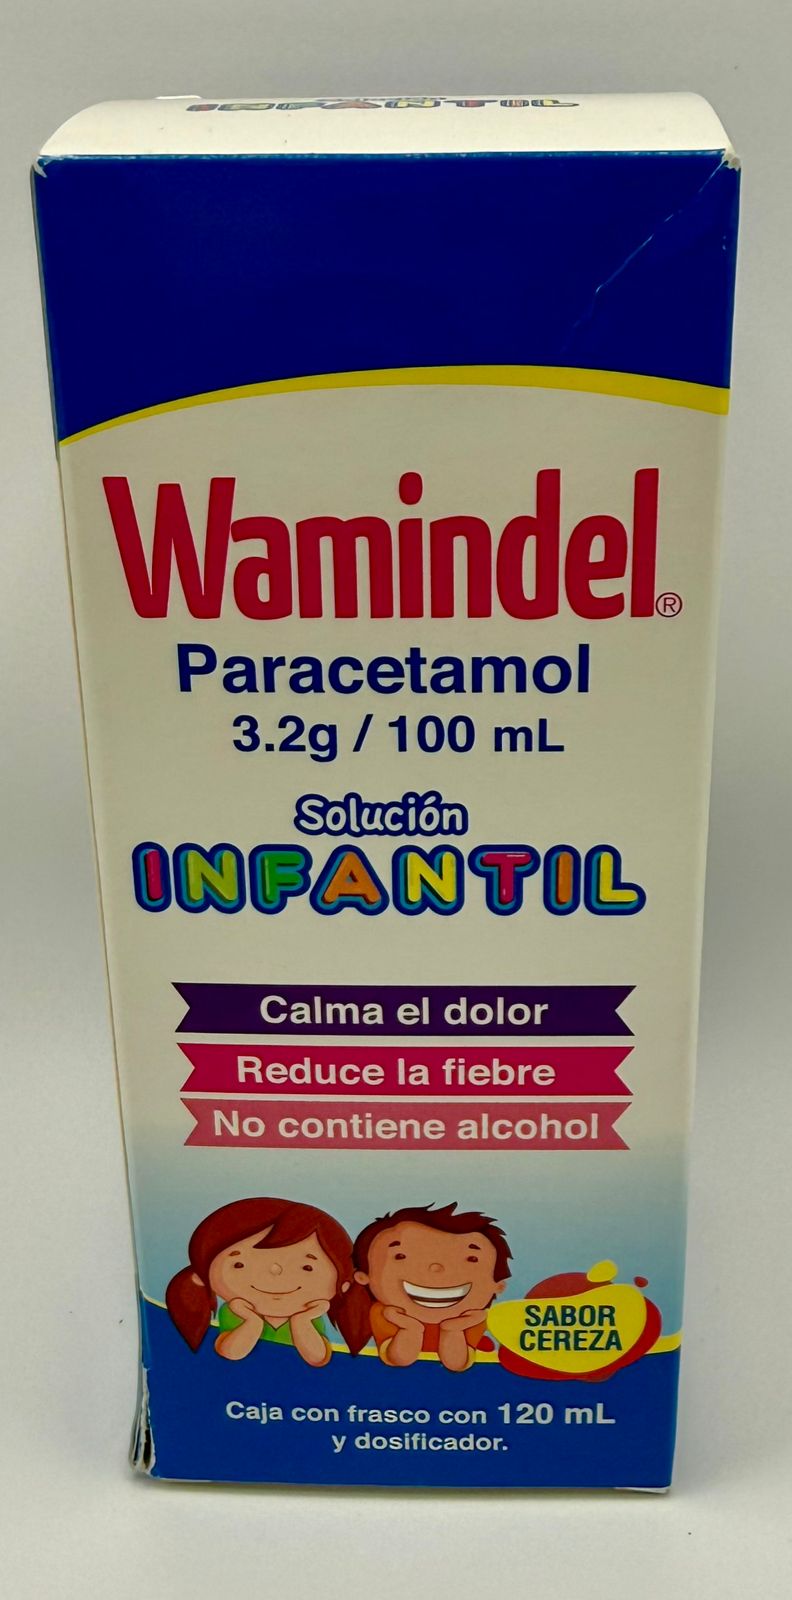 INFANTIL
Wamindel®
Paracetamol
3.2g / 100 mL
Solución
INFANTIL
Calma el dolor
Reduce la fiebre
No contiene alcohol
SABOR
CEREZA
Caja con frasco con 120 mL
y dosificador.